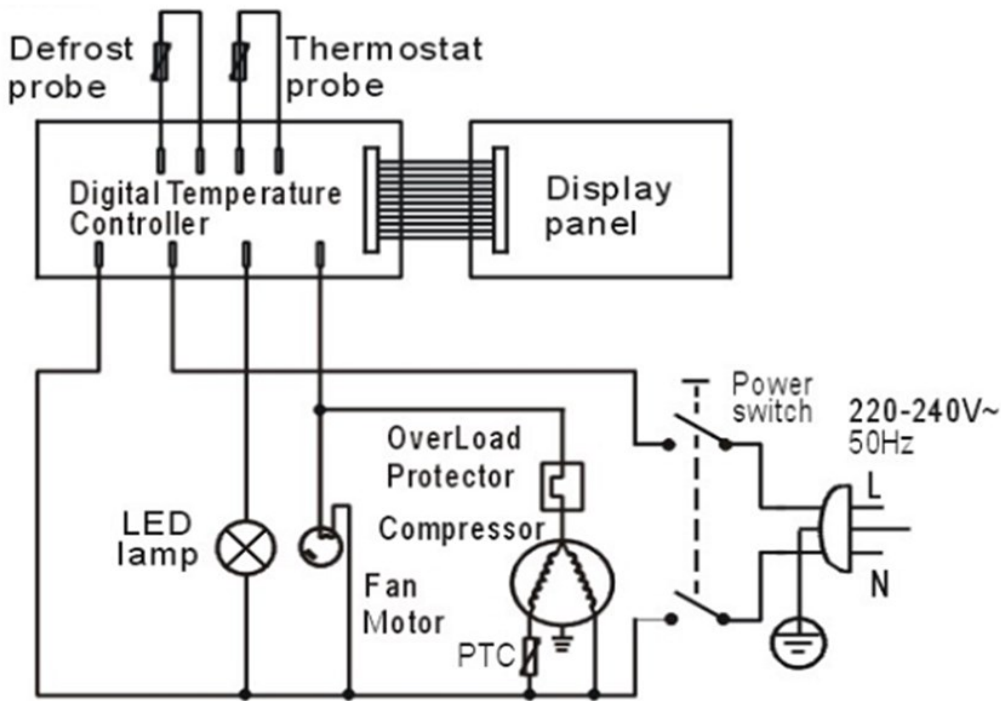 Defrost
probe
Thermostat
probe
Digital Temperature
Controller
Display
panel
Power
switch
220-240V~
50Hz
L
N
OverLoad
Protector
Compressor
LED
lamp
Fan
Motor
PTC